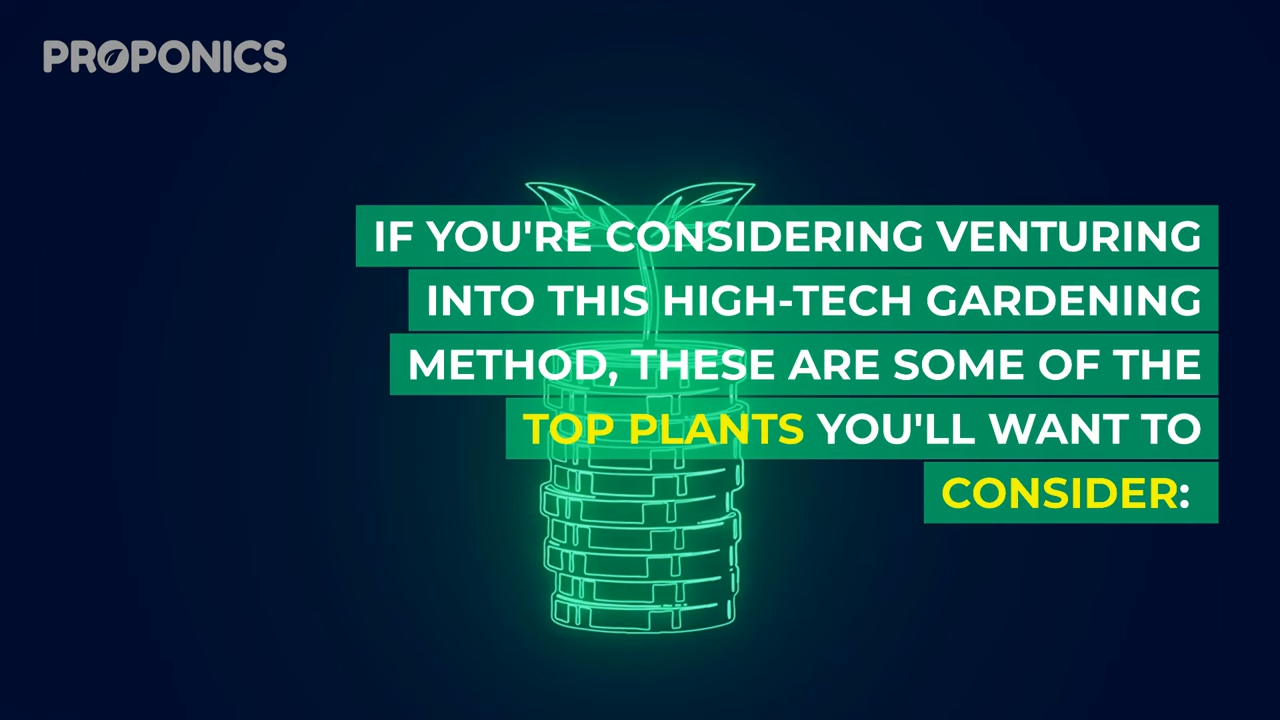 PROPONICS
IF YOU'RE CONSIDERING VENTURING
INTO THIS HIGH-TECH GARDENING
METHOD, THESE ARE SOME OF THE
TOP PLANTS YOU'LL WANT TO
CONSIDER: